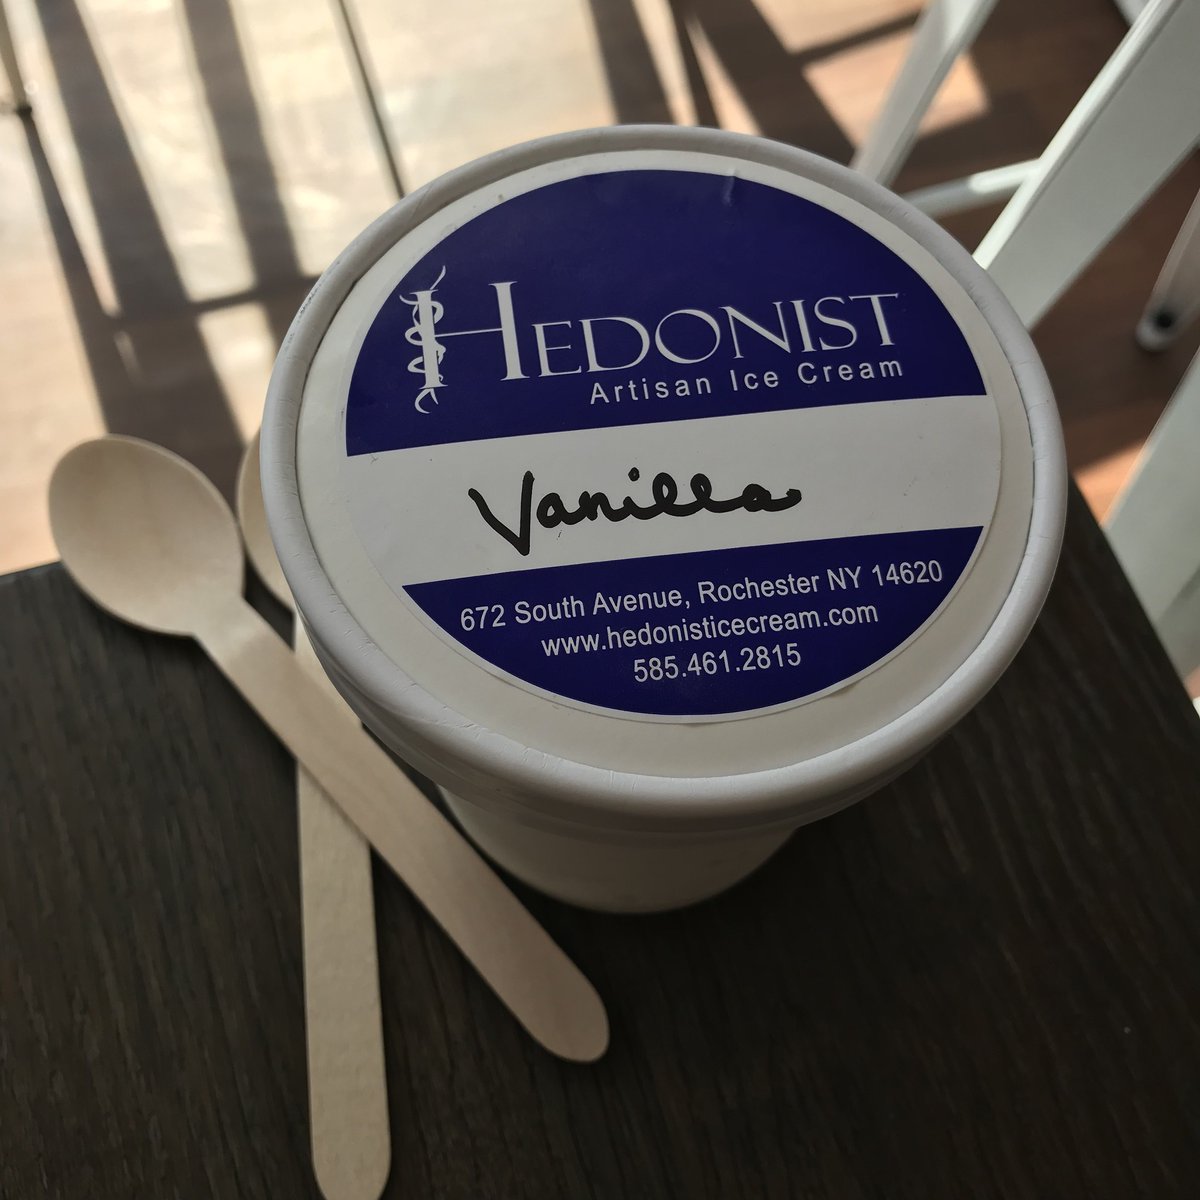 HEDONIST
Artisan Ice Cream
Vanilla
672 South Avenue, Rochester NY 14620
www.hedonisticecream.com
585.461.2815